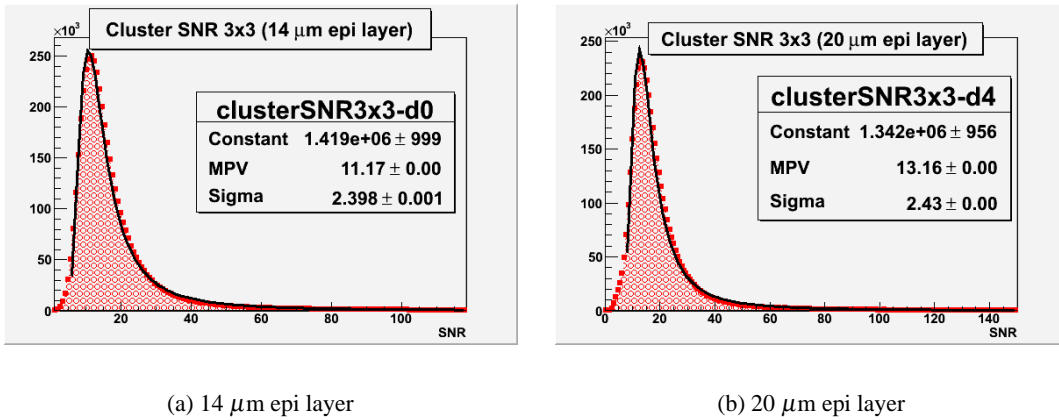 Cluster SNR 3x3 (14 μm epi layer)
×10³
250
200
150
100
50
0
20
40
60
80
100
SNR
clusterSNR3x3-d0
Constant 1.419e+06 ± 999
MPV 11.17 ± 0.00
Sigma 2.398 ± 0.001
(a) 14 μm epi layer
Cluster SNR 3x3 (20 μm epi layer)
×10³
250
200
150
100
50
0
0
20
40
60
80
100
120
140
SNR
clusterSNR3x3-d4
Constant 1.342e+06 ± 956
MPV 13.16 ± 0.00
Sigma 2.43 ± 0.00
(b) 20 μm epi layer